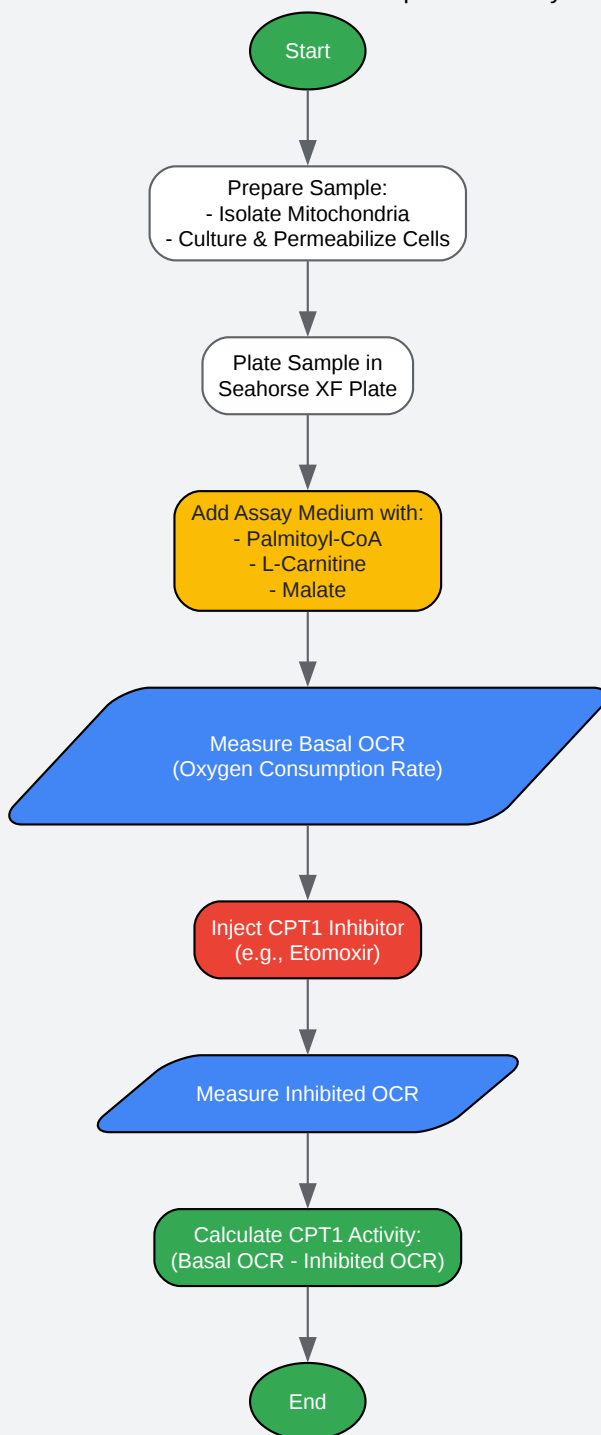 Start
Prepare Sample:
- Isolate Mitochondria
- Culture & Permeabilize Cells
Plate Sample in
Seahorse XF Plate
Add Assay Medium with:
- Palmitoyl-CoA
- L-Carnitine
- Malate
Measure Basal OCR
(Oxygen Consumption Rate)
Inject CPT1 Inhibitor
(e.g., Etomoxir)
Measure Inhibited OCR
Calculate CPT1 Activity:
(Basal OCR - Inhibited OCR)
End